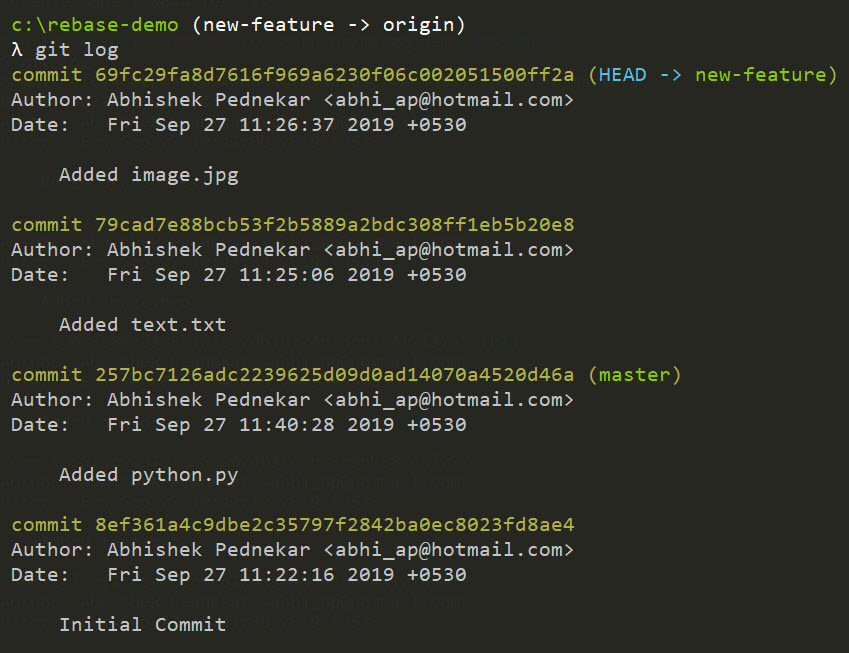 c:\rebase-demo (new-feature -> origin)
λ git log
commit 69fc29fa8d7616f969a6230f06c002051500ff2a (HEAD -> new-feature)
Author: Abhishek Pednekar <abhi_ap@hotmail.com>
Date:   Fri Sep 27 11:26:37 2019 +0530
Added image.jpg
commit 79cad7e88bcb53f2b5889a2bdc308ff1eb5b20e8
Author: Abhishek Pednekar <abhi_ap@hotmail.com>
Date:   Fri Sep 27 11:25:06 2019 +0530
Added text.txt
commit 257bc7126adc2239625d09d0ad14070a4520d46a (master)
Author: Abhishek Pednekar <abhi_ap@hotmail.com>
Date:   Fri Sep 27 11:40:28 2019 +0530
Added python.py
commit 8ef361a4c9dbe2c35797f2842ba0ec8023fd8ae4
Author: Abhishek Pednekar <abhi_ap@hotmail.com>
Date:   Fri Sep 27 11:22:16 2019 +0530
Initial Commit